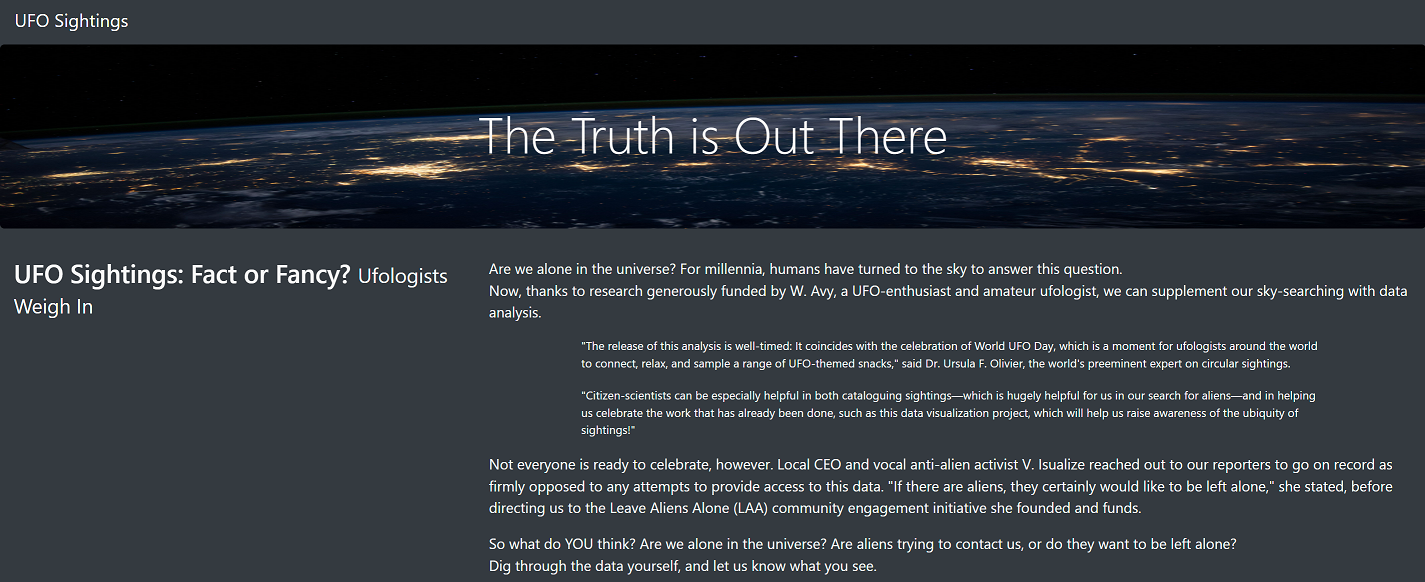 UFO Sightings
The Truth is Out There
UFO Sightings: Fact or Fancy? Ufologists
Weigh In
Are we alone in the universe? For millennia, humans have turned to the sky to answer this question.
Now, thanks to research generously funded by W. Avy, a UFO-enthusiast and amateur ufologist, we can supplement our sky-searching with data
analysis.
"The release of this analysis is well-timed: It coincides with the celebration of World UFO Day, which is a moment for ufologists around the world
to connect, relax, and sample a range of UFO-themed snacks," said Dr. Ursula F. Olivier, the world's preeminent expert on circular sightings.
"Citizen-scientists can be especially helpful in both cataloguing sightings—which is hugely helpful for us in our search for aliens—and in helping
us celebrate the work that has already been done, such as this data visualization project, which will help us raise awareness of the ubiquity of
sightings!"
Not everyone is ready to celebrate, however. Local CEO and vocal anti-alien activist V. Isualize reached out to our reporters to go on record as
firmly opposed to any attempts to provide access to this data. "If there are aliens, they certainly would like to be left alone," she stated, before
directing us to the Leave Aliens Alone (LAA) community engagement initiative she founded and funds.
So what do YOU think? Are we alone in the universe? Are aliens trying to contact us, or do they want to be left alone?
Dig through the data yourself, and let us know what you see.